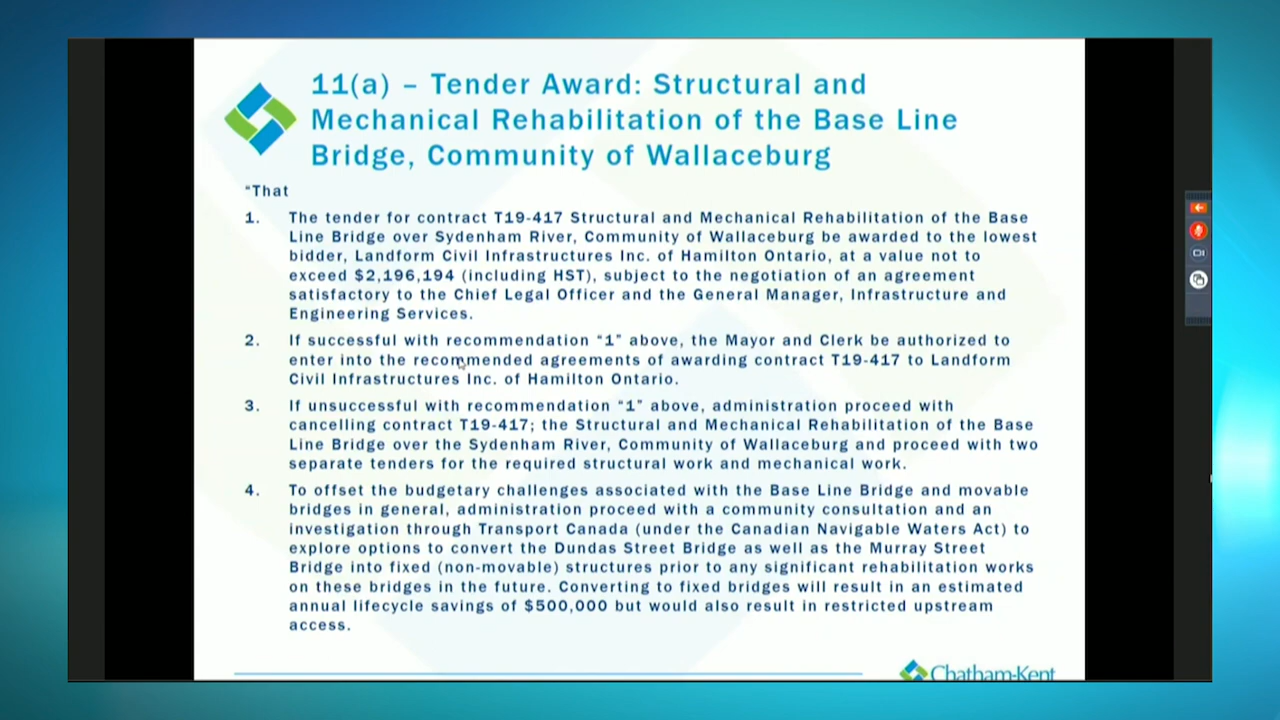 11(a) – Tender Award: Structural and
Mechanical Rehabilitation of the Base Line
Bridge, Community of Wallaceburg
“That
1. The tender for contract T19-417 Structural and Mechanical Rehabilitation of the Base
Line Bridge over Sydenham River, Community of Wallaceburg be awarded to the lowest
bidder, Landform Civil Infrastructures Inc. of Hamilton Ontario, at a value not to
exceed $2,196,194 (including HST), subject to the negotiation of an agreement
satisfactory to the Chief Legal Officer and the General Manager, Infrastructure and
Engineering Services.
2. If successful with recommendation “1” above, the Mayor and Clerk be authorized to
enter into the recommended agreements of awarding contract T19-417 to Landform
Civil Infrastructures Inc. of Hamilton Ontario.
3. If unsuccessful with recommendation “1” above, administration proceed with
cancelling contract T19-417; the Structural and Mechanical Rehabilitation of the Base
Line Bridge over the Sydenham River, Community of Wallaceburg and proceed with two
separate tenders for the required structural work and mechanical work.
4. To offset the budgetary challenges associated with the Base Line Bridge and movable
bridges in general, administration proceed with a community consultation and an
investigation through Transport Canada (under the Canadian Navigable Waters Act) to
explore options to convert the Dundas Street Bridge as well as the Murray Street
Bridge into fixed (non-movable) structures prior to any significant rehabilitation works
on these bridges in the future. Converting to fixed bridges will result in an estimated
annual lifecycle savings of $500,000 but would also result in restricted upstream
access.
Chatham-Kent